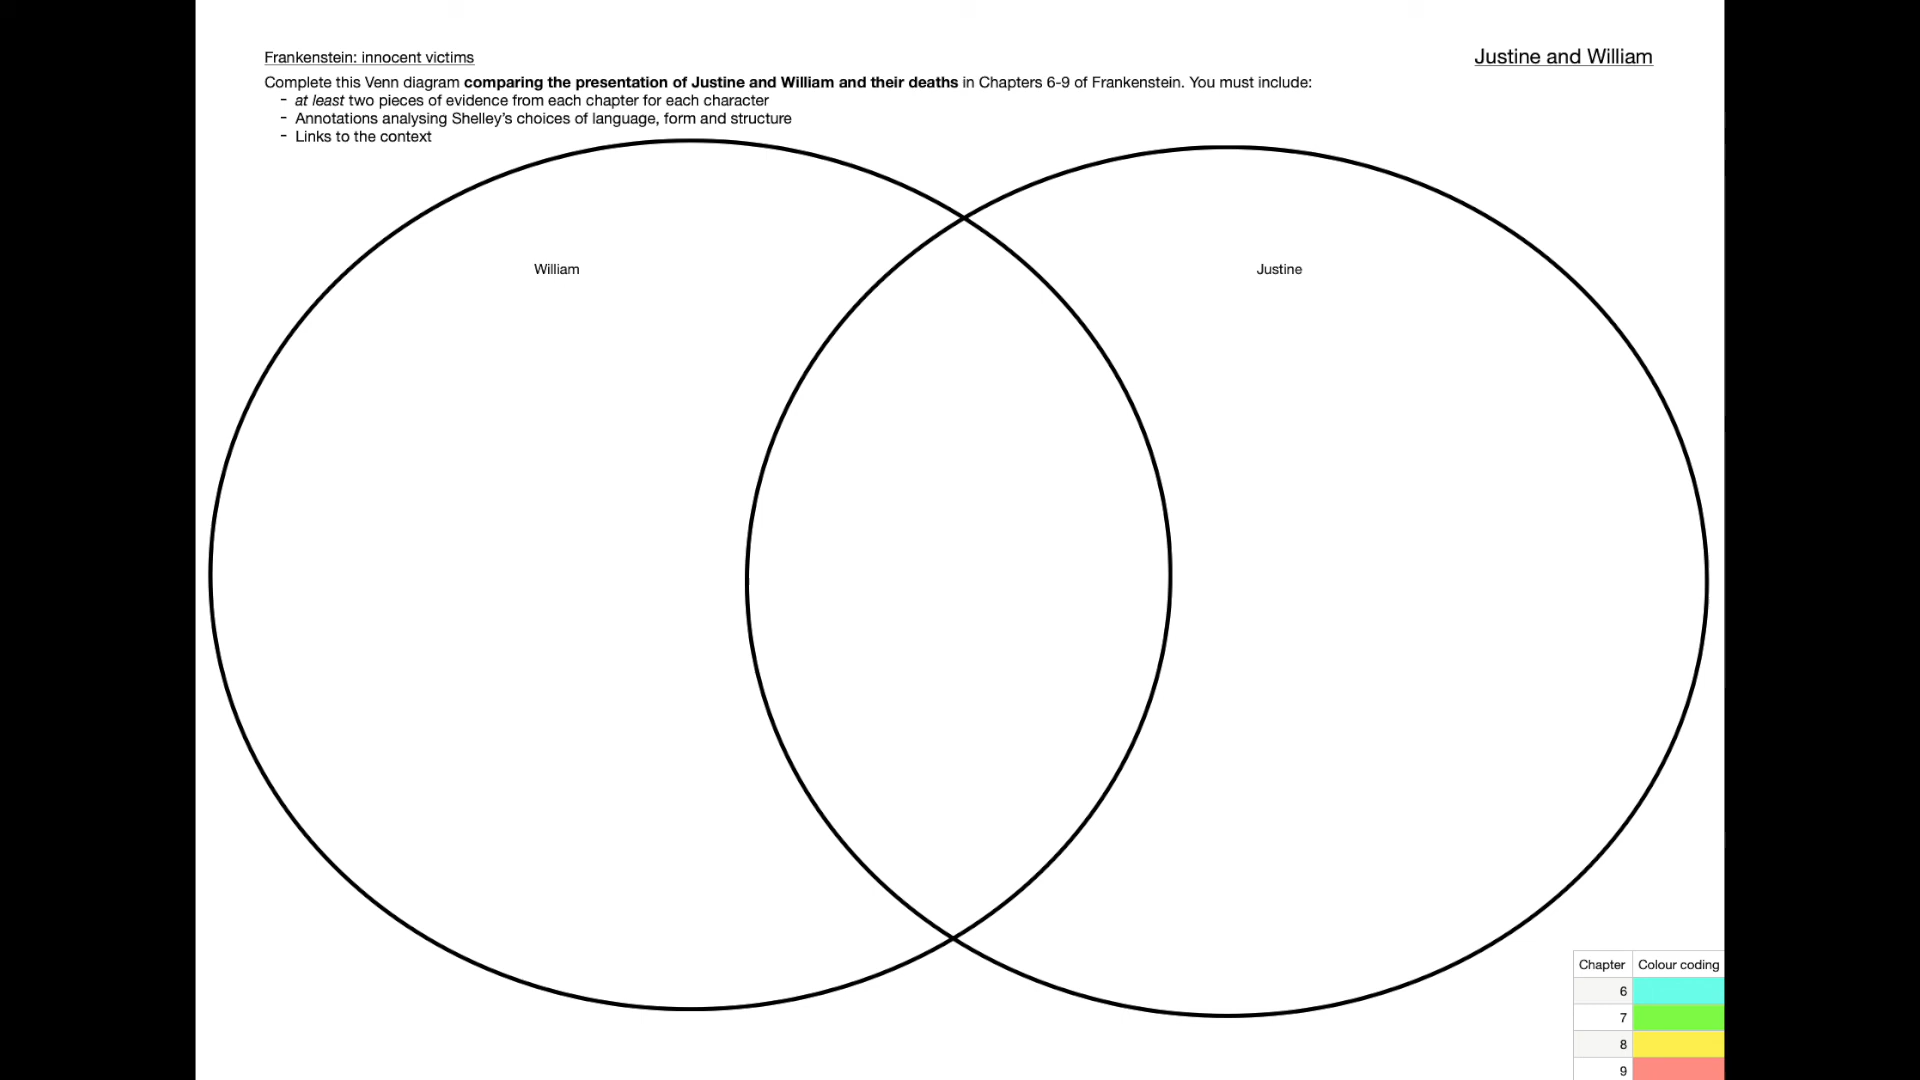 Frankenstein: innocent victims
Justine and William
Complete this Venn diagram comparing the presentation of Justine and William and their deaths in Chapters 6-9 of Frankenstein. You must include:
- at least two pieces of evidence from each chapter for each character
- Annotations analysing Shelley's choices of language, form and structure
- Links to the context
William
Justine
Chapter Colour coding
6
7
8
9